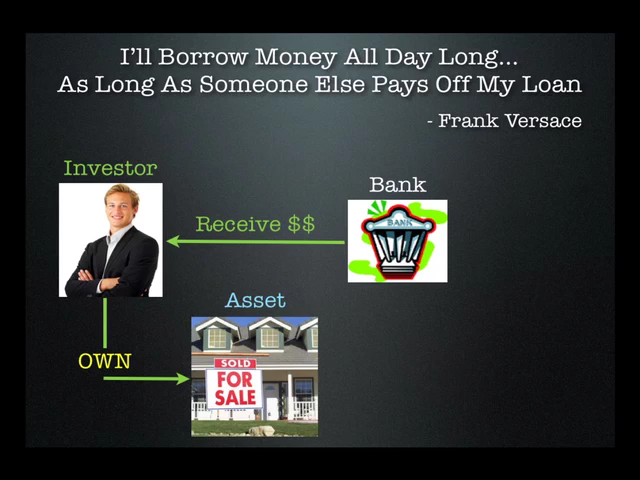 I'll Borrow Money All Day Long...
As Long As Someone Else Pays Off My Loan
- Frank Versace
Investor
Bank
BANK
Receive $$
Asset
OWN
SOLD
FOR
SALE